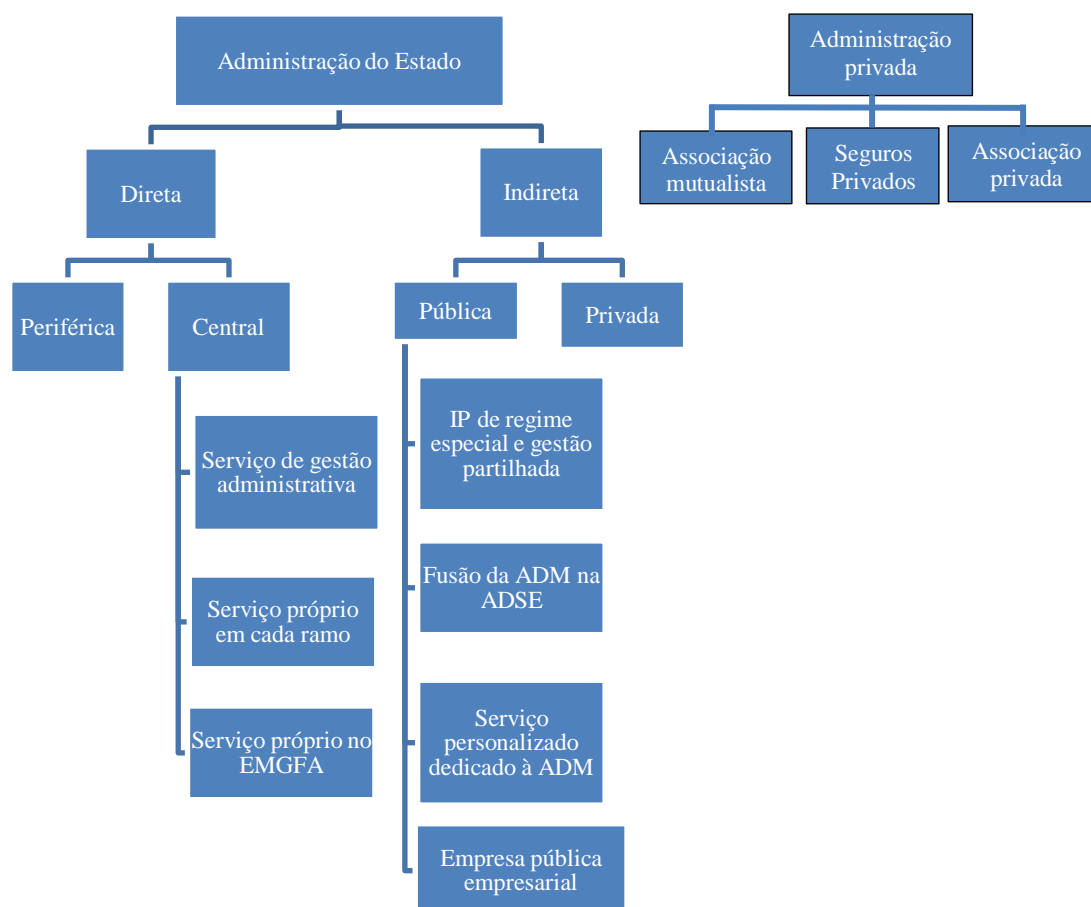 Administração do Estado
Administração
privada
Associação
mutualista
Seguros
Privados
Associação
privada
Direta
Indireta
Periférica
Central
Pública
Privada
Serviço de gestão
administrativa
Serviço próprio
em cada ramo
Serviço próprio no
EMGFA
IP de regime
especial e gestão
partilhada
Fusão da ADM na
ADSE
Serviço
personalizado
dedicado à ADM
Empresa pública
empresarial